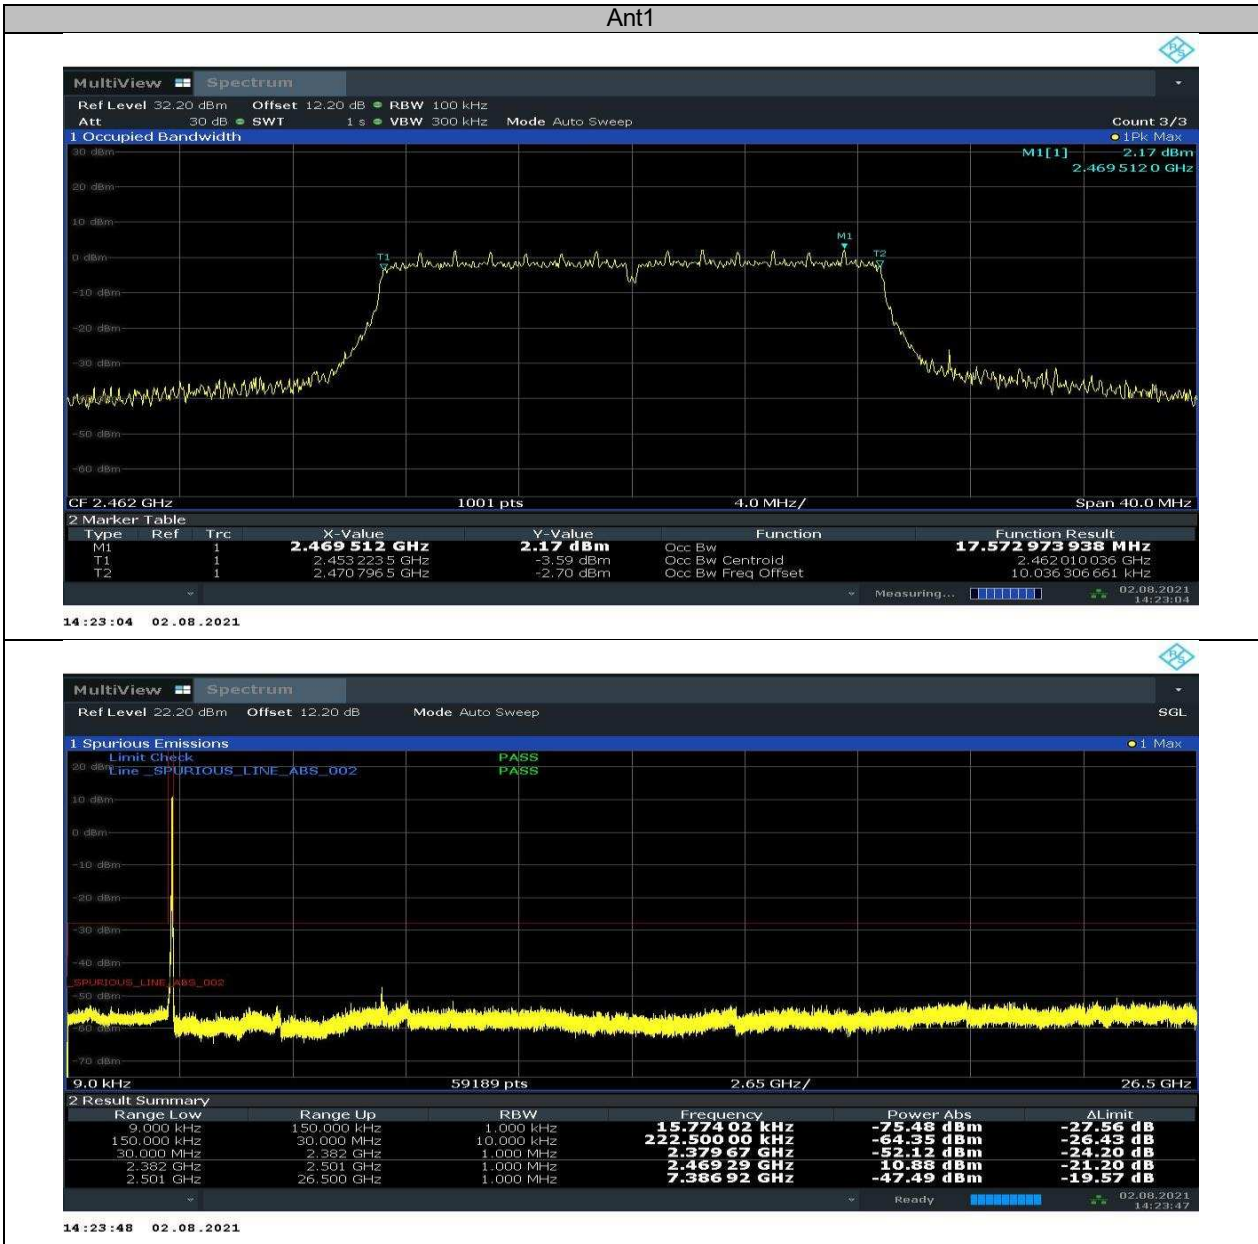 Ant1
MultiView Spectrum
Ref Level 32.20 dBm Offset 12.20 dB RBW 100 kHz
Att 30 dB SWT 1 s VBW 300 kHz Mode Auto Sweep Count 3/3
1 Occupied Bandwidth 1Pk Max
30 dBm M1[1] 2.17 dBm
2.469 512 0 GHz
20 dBm
10 dBm
M1
0 dBm T1 T2
-10 dBm
-20 dBm
-30 dBm
-50 dBm
-60 dBm
CF 2.462 GHz 1001 pts 4.0 MHz/ Span 40.0 MHz
2 Marker Table
Type Ref Trc X-Value Y-Value Function Function Result
M1 1 2.469 512 GHz 2.17 dBm Occ Bw 17.572 973 938 MHz
T1 1 2.453 223 5 GHz -3.59 dBm Occ Bw Centroid 2.462 010 036 GHz
T2 1 2.470 796 5 GHz -2.70 dBm Occ Bw Freq Offset 10.036 306 661 kHz
Measuring... 02.08.2021
14:23:04
14:23:04 02.08.2021
MultiView Spectrum
Ref Level 22.20 dBm Offset 12.20 dB Mode Auto Sweep SGL
1 Spurious Emissions 1 Max
Limit Check PASS
20 dBm Line _SPURIOUS_LINE_ABS_002 PASS
10 dBm
0 dBm
-10 dBm
-20 dBm
-30 dBm
-40 dBm
_SPURIOUS_LINE_ABS_002
-50 dBm
-60 dBm
-70 dBm
9.0 kHz 59189 pts 2.65 GHz/ 26.5 GHz
2 Result Summary
Range Low Range Up RBW Frequency Power Abs ΔLimit
9.000 kHz 150.000 kHz 1.000 kHz 15.774 02 kHz -75.48 dBm -27.56 dB
150.000 kHz 30.000 MHz 10.000 kHz 222.500 00 kHz -64.35 dBm -26.43 dB
30.000 MHz 2.382 GHz 1.000 MHz 2.379 67 GHz -52.12 dBm -24.20 dB
2.382 GHz 2.501 GHz 1.000 MHz 2.469 29 GHz 10.88 dBm -21.20 dB
2.501 GHz 26.500 GHz 1.000 MHz 7.386 92 GHz -47.49 dBm -19.57 dB
Ready 02.08.2021
14:23:47
14:23:48 02.08.2021